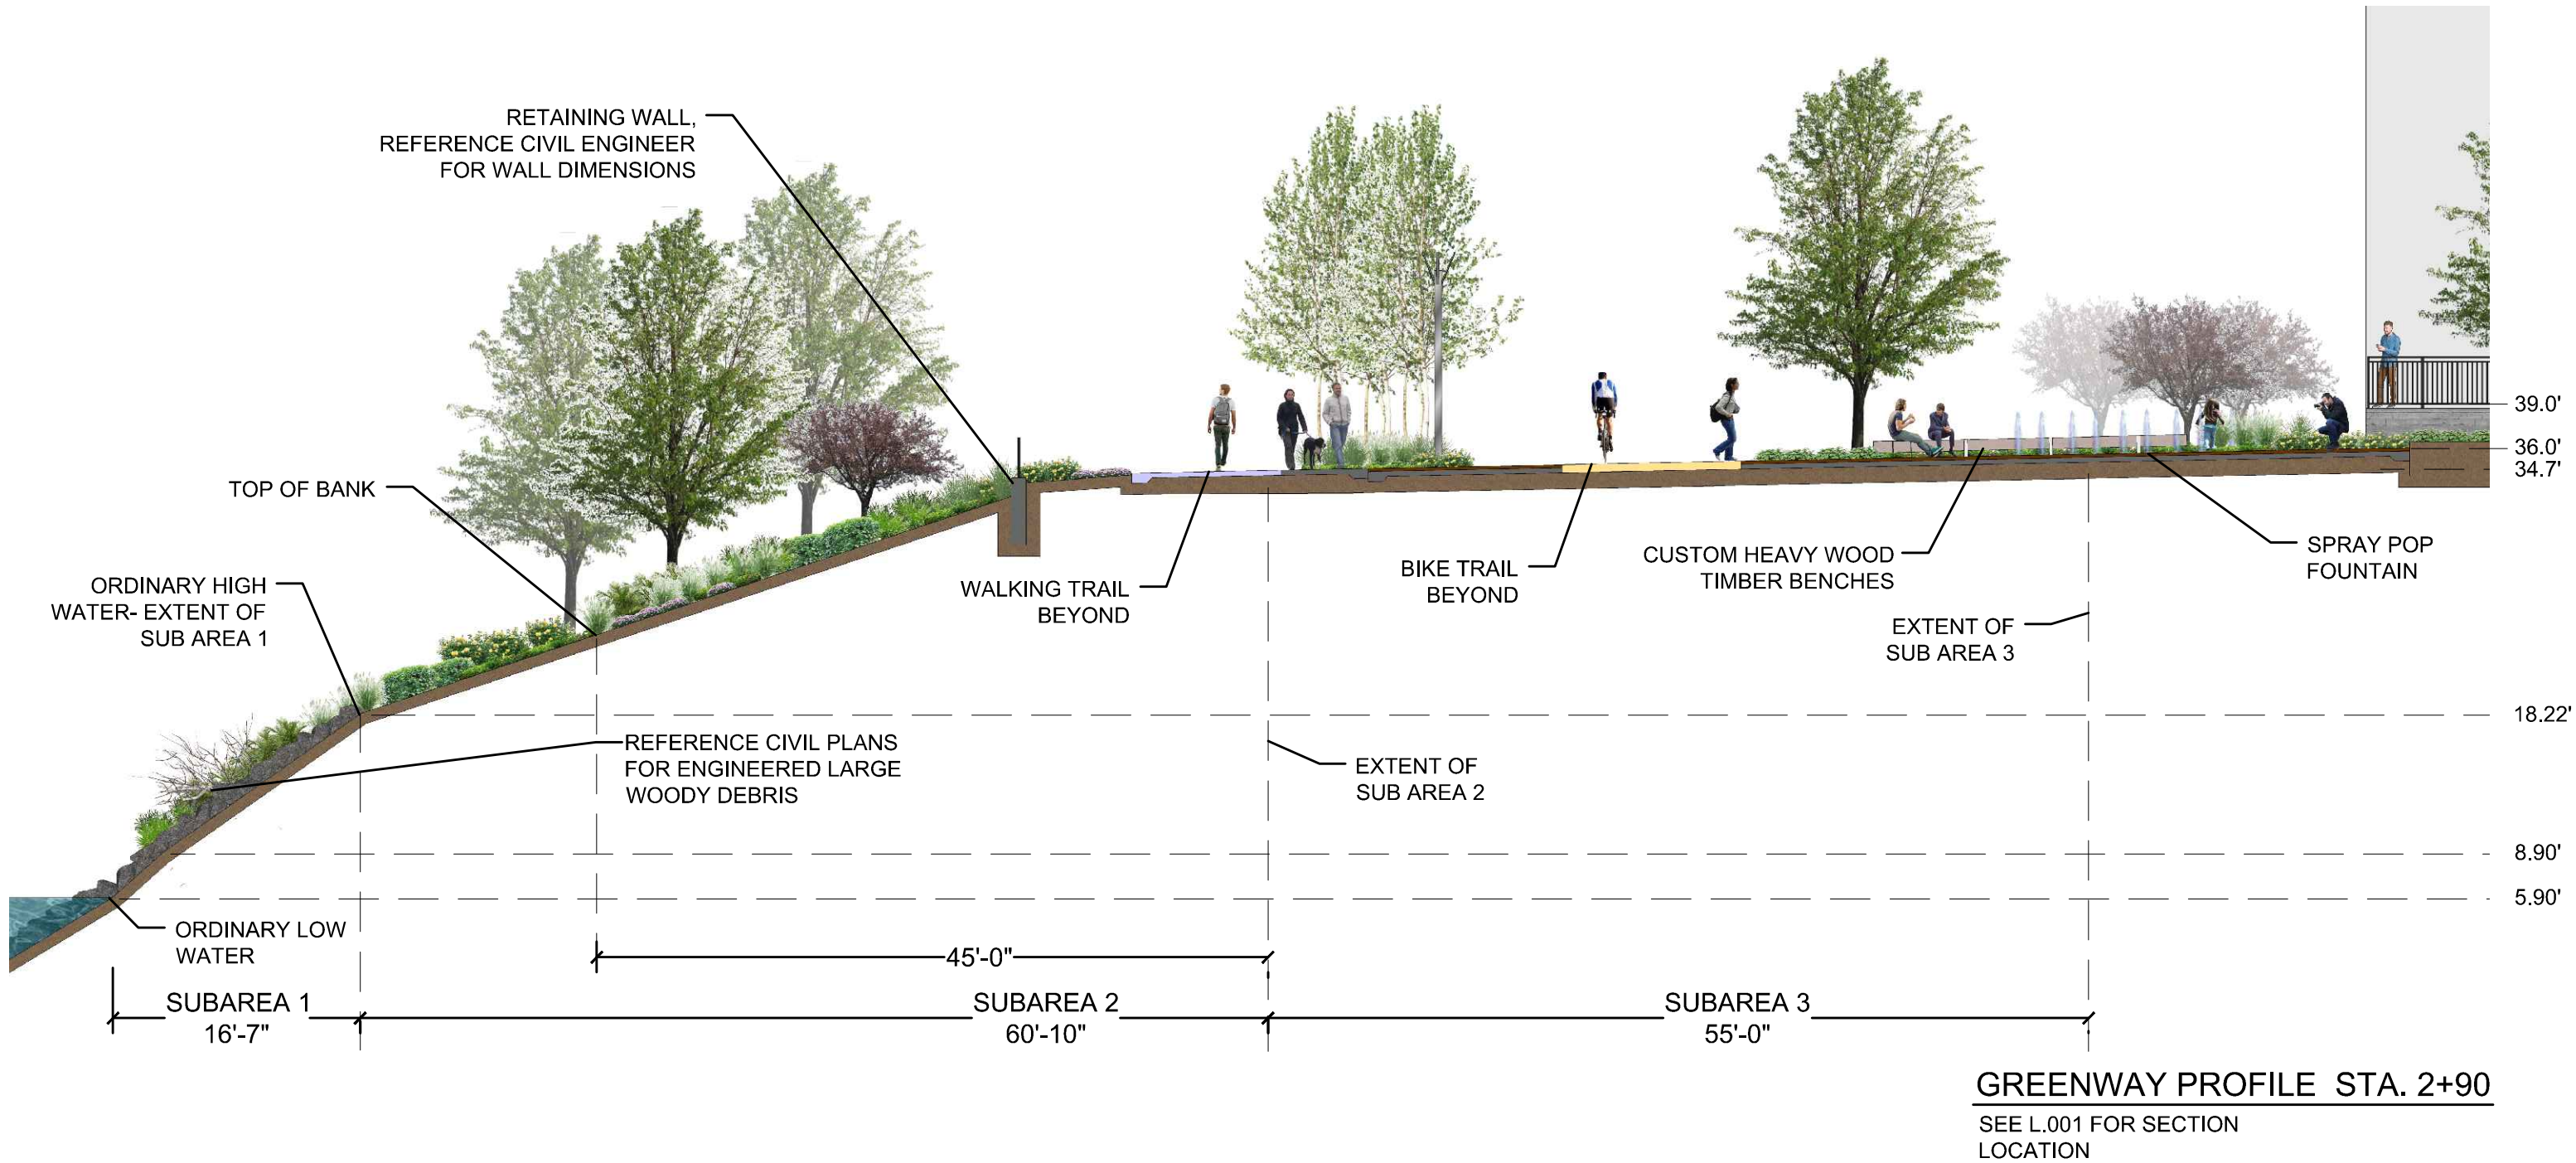 RETAINING WALL,
REFERENCE CIVIL ENGINEER
FOR WALL DIMENSIONS
TOP OF BANK
ORDINARY HIGH
WATER- EXTENT OF
SUB AREA 1
REFERENCE CIVIL PLANS
FOR ENGINEERED LARGE
WOODY DEBRIS
ORDINARY LOW
WATER
WALKING TRAIL
BEYOND
BIKE TRAIL
BEYOND
CUSTOM HEAVY WOOD
TIMBER BENCHES
SPRAY POP
FOUNTAIN
EXTENT OF
SUB AREA 3
EXTENT OF
SUB AREA 2
39.0'
36.0'
34.7'
18.22'
8.90'
5.90'
45'-0"
SUBAREA 1
16'-7"
SUBAREA 2
60'-10"
SUBAREA 3
55'-0"
GREENWAY PROFILE STA. 2+90
SEE L.001 FOR SECTION
LOCATION